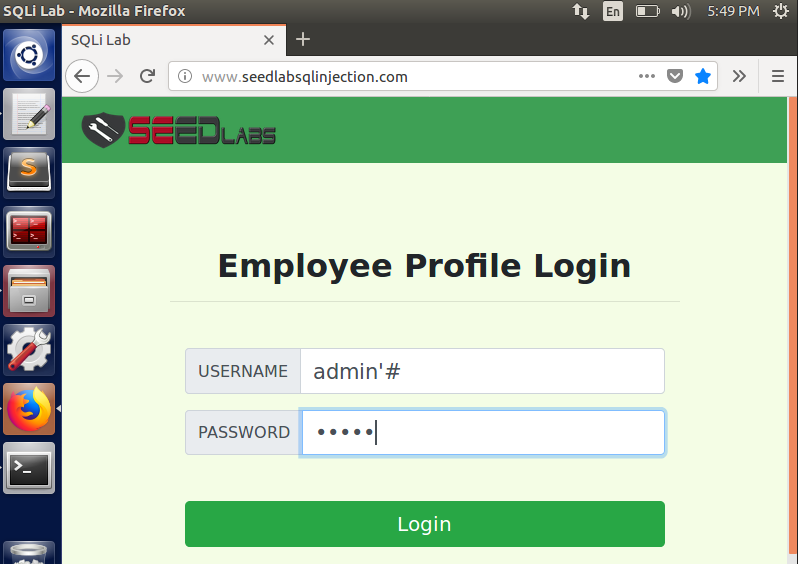 SQLi Lab - Mozilla Firefox
En
5:49 PM
SQLi Lab
www.seedlabsqlinjection.com
SEEDLABS
Employee Profile Login
USERNAME
admin'#
PASSWORD
•••••
Login